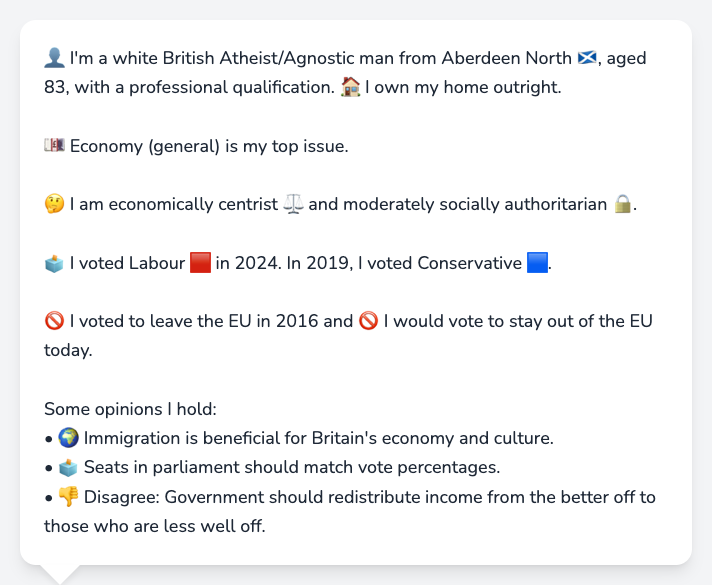 👤 I'm a white British Atheist/Agnostic man from Aberdeen North 🏴󠁧󠁢󠁳󠁣󠁴󠁿, aged
83, with a professional qualification. 🏠 I own my home outright.
💷 Economy (general) is my top issue.
🤔 I am economically centrist ⚖️ and moderately socially authoritarian 🔒.
🗳️ I voted Labour 🟥 in 2024. In 2019, I voted Conservative 🟦.
🚫 I voted to leave the EU in 2016 and 🚫 I would vote to stay out of the EU
today.
Some opinions I hold:
• 🌍 Immigration is beneficial for Britain's economy and culture.
• 🗳️ Seats in parliament should match vote percentages.
• 👎 Disagree: Government should redistribute income from the better off to
those who are less well off.